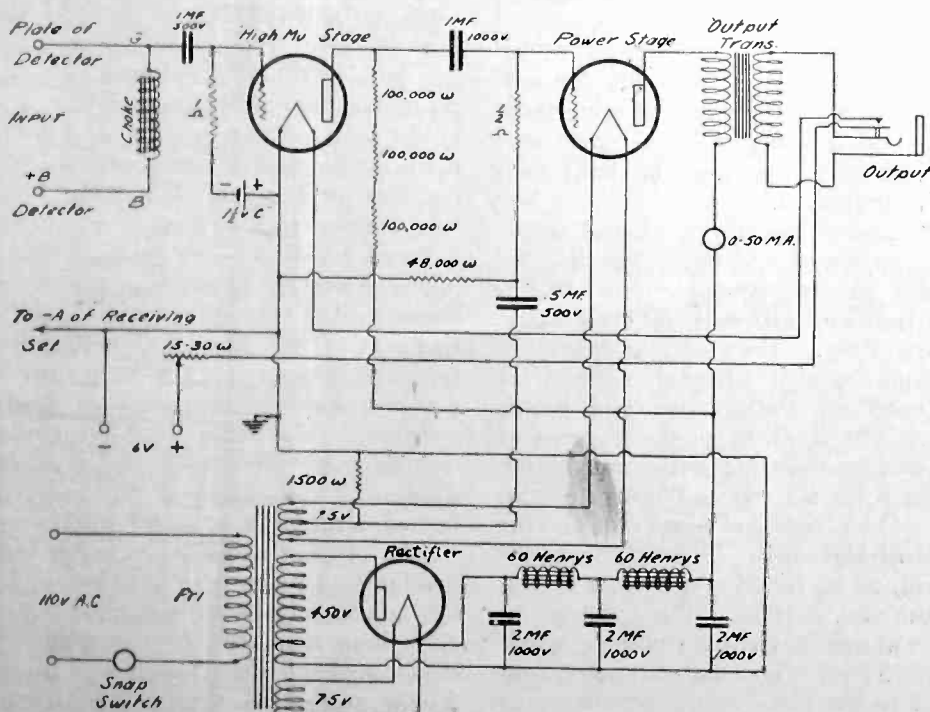 Plate of
Detector
G
1MF
500V
High Mu Stage
1MF
1000V
Power Stage
Output
Trans.
INPUT
Choke
100,000 ω
100,000 ω
100,000 ω
+B
Detector
B
- +
1½ V C
48,000 ω
.5 MF.
500V
0-50 M.A.
Output
To -A of Receiving
Set
15-30 ω
- 6V +
1500 ω
7.5V
Rectifier
60 Henrys
60 Henrys
110V A.C
Pri
450V
2MF
1000V
2MF
1000V
2MF
1000V
Snap
Switch
75V